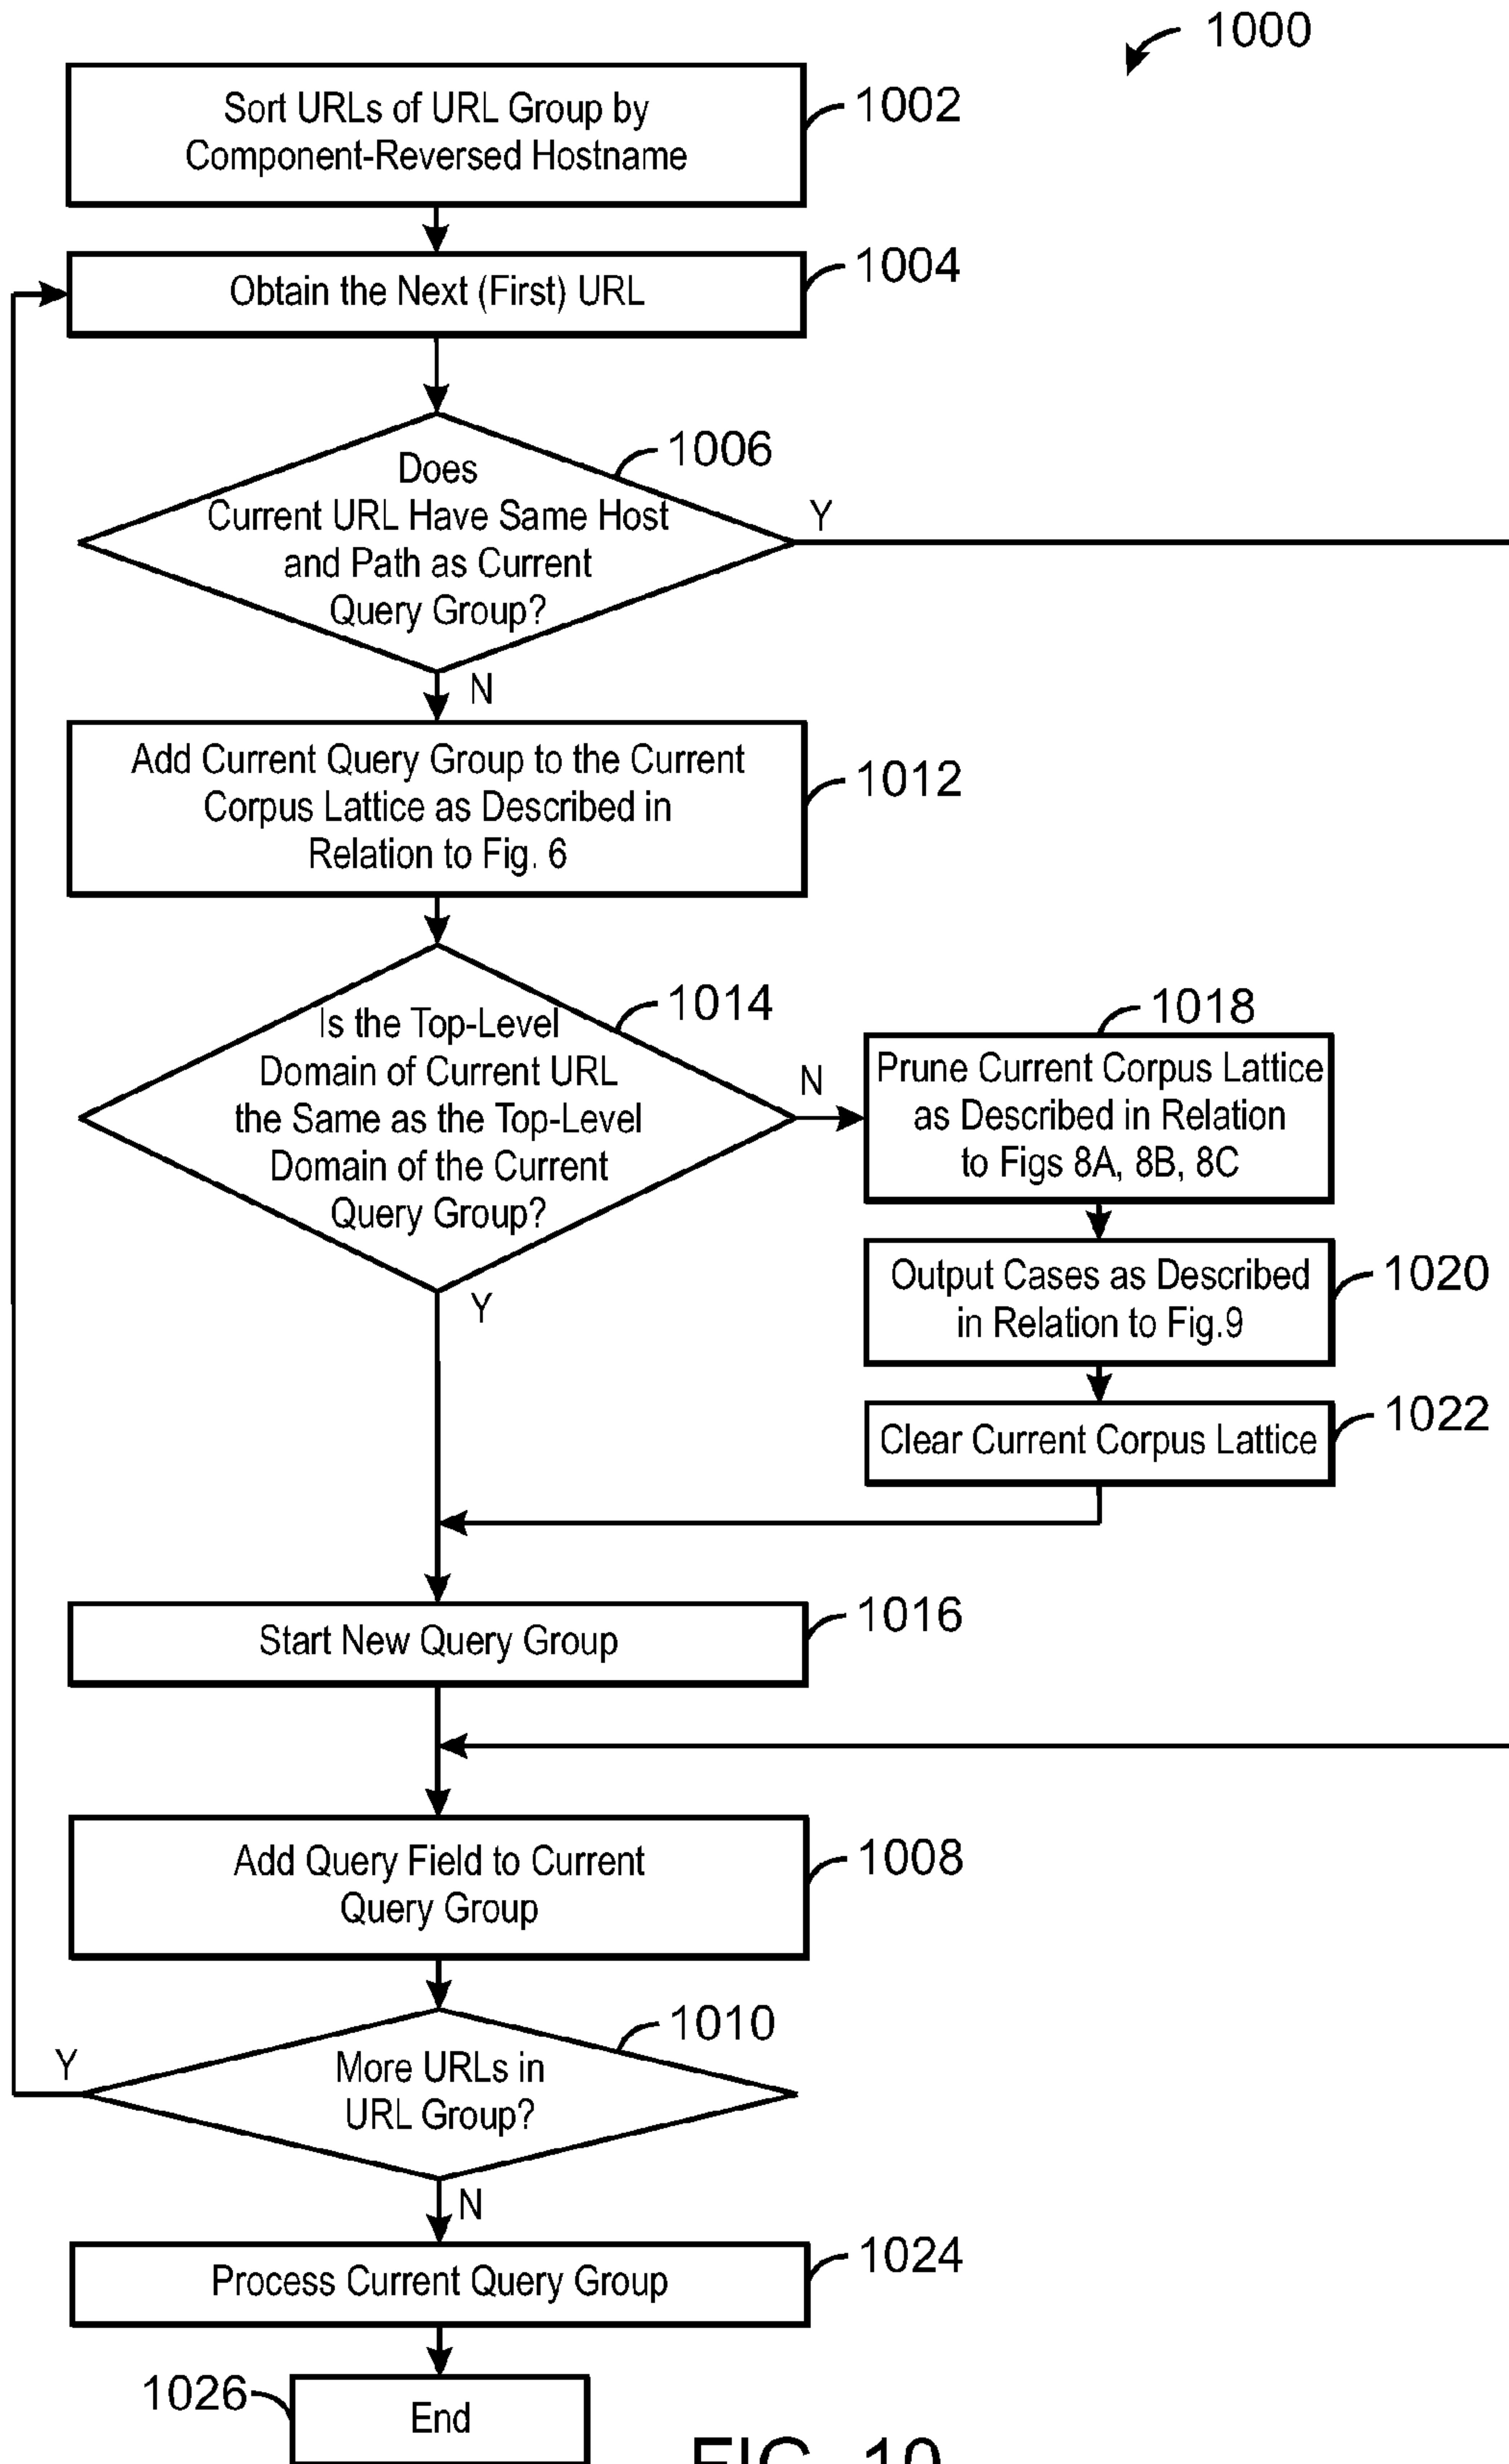 1000
Sort URLs of URL Group by
Component-Reversed Hostname
1002
Obtain the Next (First) URL
1004
Does
Current URL Have Same Host
and Path as Current
Query Group?
1006
Y
N
Add Current Query Group to the Current
Corpus Lattice as Described in
Relation to Fig. 6
1012
Is the Top-Level
Domain of Current URL
the Same as the Top-Level
Domain of the Current
Query Group?
1014
N
Y
1018
Prune Current Corpus Lattice
as Described in Relation
to Figs 8A, 8B, 8C
Output Cases as Described
in Relation to Fig.9
1020
Clear Current Corpus Lattice
1022
Start New Query Group
1016
Add Query Field to Current
Query Group
1008
More URLs in
URL Group?
1010
Y
N
Process Current Query Group
1024
1026
End
FIG. 10